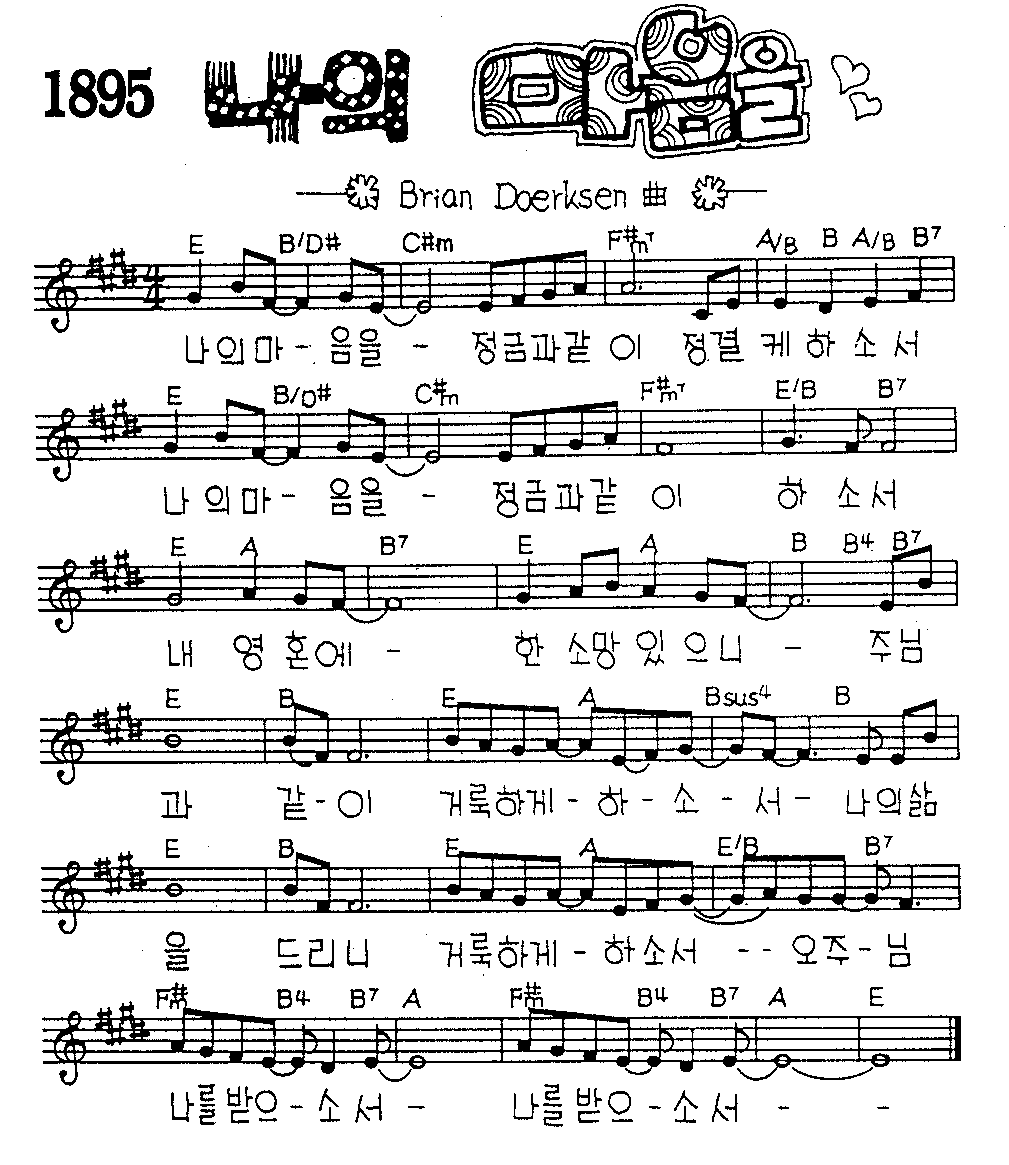 1895 나의 마음을
Brian Doerksen 曲
E B/D# C#m F#m7 A/B B A/B B7
4/4
나의마- 음을 - 정금과같이 정결케하소서
E B/D# C#m F#m7 E/B B7
나의마- 음을 - 정금과같이 하소서
E A B7 E A B B4 B7
내 영혼에 - 한 소망있으니 - 주님
E B E A Bsus4 B
과 같-이 거룩하게-하-소-서- 나의삶
E B E A E/B B7
을 드리니 거룩하게-하소서 -- 오주-님
F#m B4 B7 A F#m B4 B7 A E
나를받으-소서 - 나를받으-소서 - -